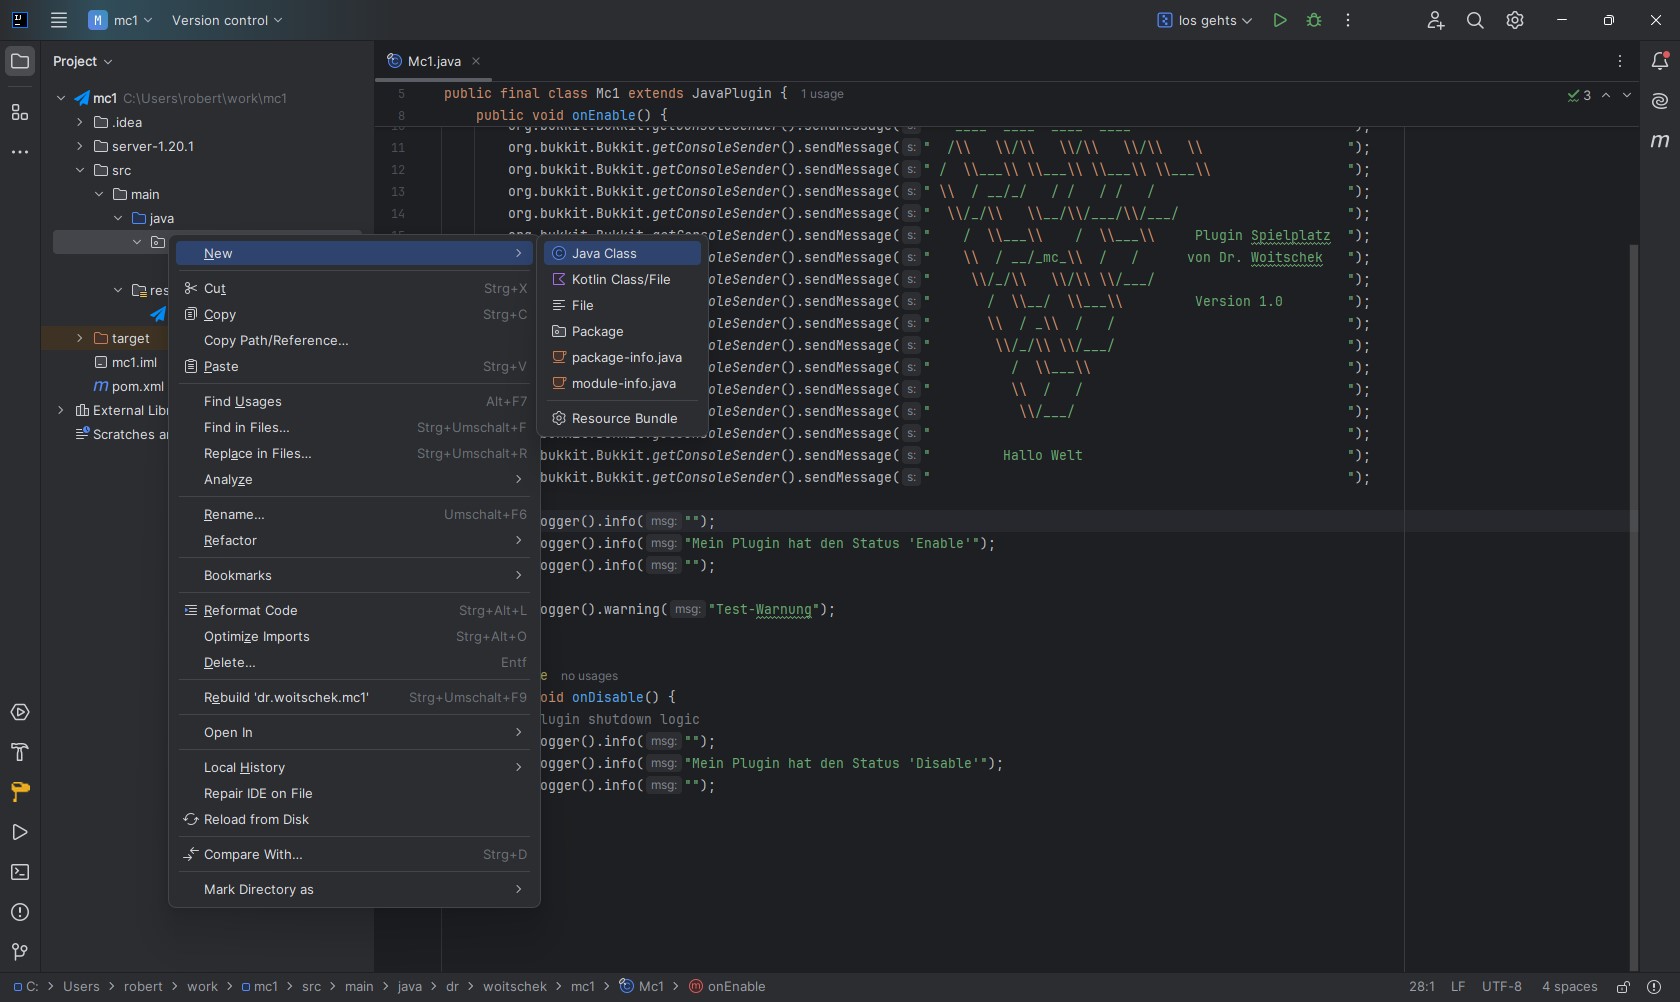 M mc1 Version control los gehts
Project
Mc1.java
mc1 C:\Users\robert\work\mc1
.idea
server-1.20.1
src
main
java
res
target
mc1.iml
pom.xml
External Lib
Scratches a
5 public final class Mc1 extends JavaPlugin { 1 usage
8 public void onEnable() {
3
11 org.bukkit.Bukkit.getConsoleSender().sendMessage( s: "  /\\   \\/\\   \\/\\   \\/\\   \\                  ");
12 org.bukkit.Bukkit.getConsoleSender().sendMessage( s: " /  \\___\\ \\___\\ \\___\\ \\___\\                 ");
13 org.bukkit.Bukkit.getConsoleSender().sendMessage( s: " \\  / __/_/   / /   / /   /                        ");
14 org.bukkit.Bukkit.getConsoleSender().sendMessage( s: "  \\/_/\\   \\__/\\/___/\\/___/                     ");
oleSender().sendMessage( s: "    /  \\___\\    /  \\___\\     Plugin Spielplatz  ");
oleSender().sendMessage( s: "    \\  / __/_mc_\\  /   /      von Dr. Woitschek   ");
oleSender().sendMessage( s: "     \\/_/\\   \\/\\ \\/___/                        ");
oleSender().sendMessage( s: "       /  \\__/  \\___\\         Version 1.0        ");
oleSender().sendMessage( s: "       \\  / _\\  /   /                             ");
oleSender().sendMessage( s: "        \\/_/\\ \\/___/                             ");
oleSender().sendMessage( s: "          /  \\___\\                                ");
oleSender().sendMessage( s: "          \\  /   /                                 ");
oleSender().sendMessage( s: "           \\/___/                                  ");
bukkit.Bukkit.getConsoleSender().sendMessage( s: "                                                    ");
bukkit.Bukkit.getConsoleSender().sendMessage( s: "         Hallo Welt                                 ");
bukkit.Bukkit.getConsoleSender().sendMessage( s: "                                                    ");
ogger().info( msg: "");
ogger().info( msg: "Mein Plugin hat den Status 'Enable'");
ogger().info( msg: "");
ogger().warning( msg: "Test-Warnung");
e no usages
oid onDisable() {
lugin shutdown logic
ogger().info( msg: "");
ogger().info( msg: "Mein Plugin hat den Status 'Disable'");
ogger().info( msg: "");
New
Cut Strg+X
Copy Strg+C
Copy Path/Reference...
Paste Strg+V
Find Usages Alt+F7
Find in Files... Strg+Umschalt+F
Replace in Files... Strg+Umschalt+R
Analyze
Rename... Umschalt+F6
Refactor
Bookmarks
Reformat Code Strg+Alt+L
Optimize Imports Strg+Alt+O
Delete... Entf
Rebuild 'dr.woitschek.mc1' Strg+Umschalt+F9
Open In
Local History
Repair IDE on File
Reload from Disk
Compare With... Strg+D
Mark Directory as
Java Class
Kotlin Class/File
File
Package
package-info.java
module-info.java
Resource Bundle
C: > Users > robert > work > mc1 > src > main > java > dr > woitschek > mc1 > Mc1 > onEnable
28:1 LF UTF-8 4 spaces